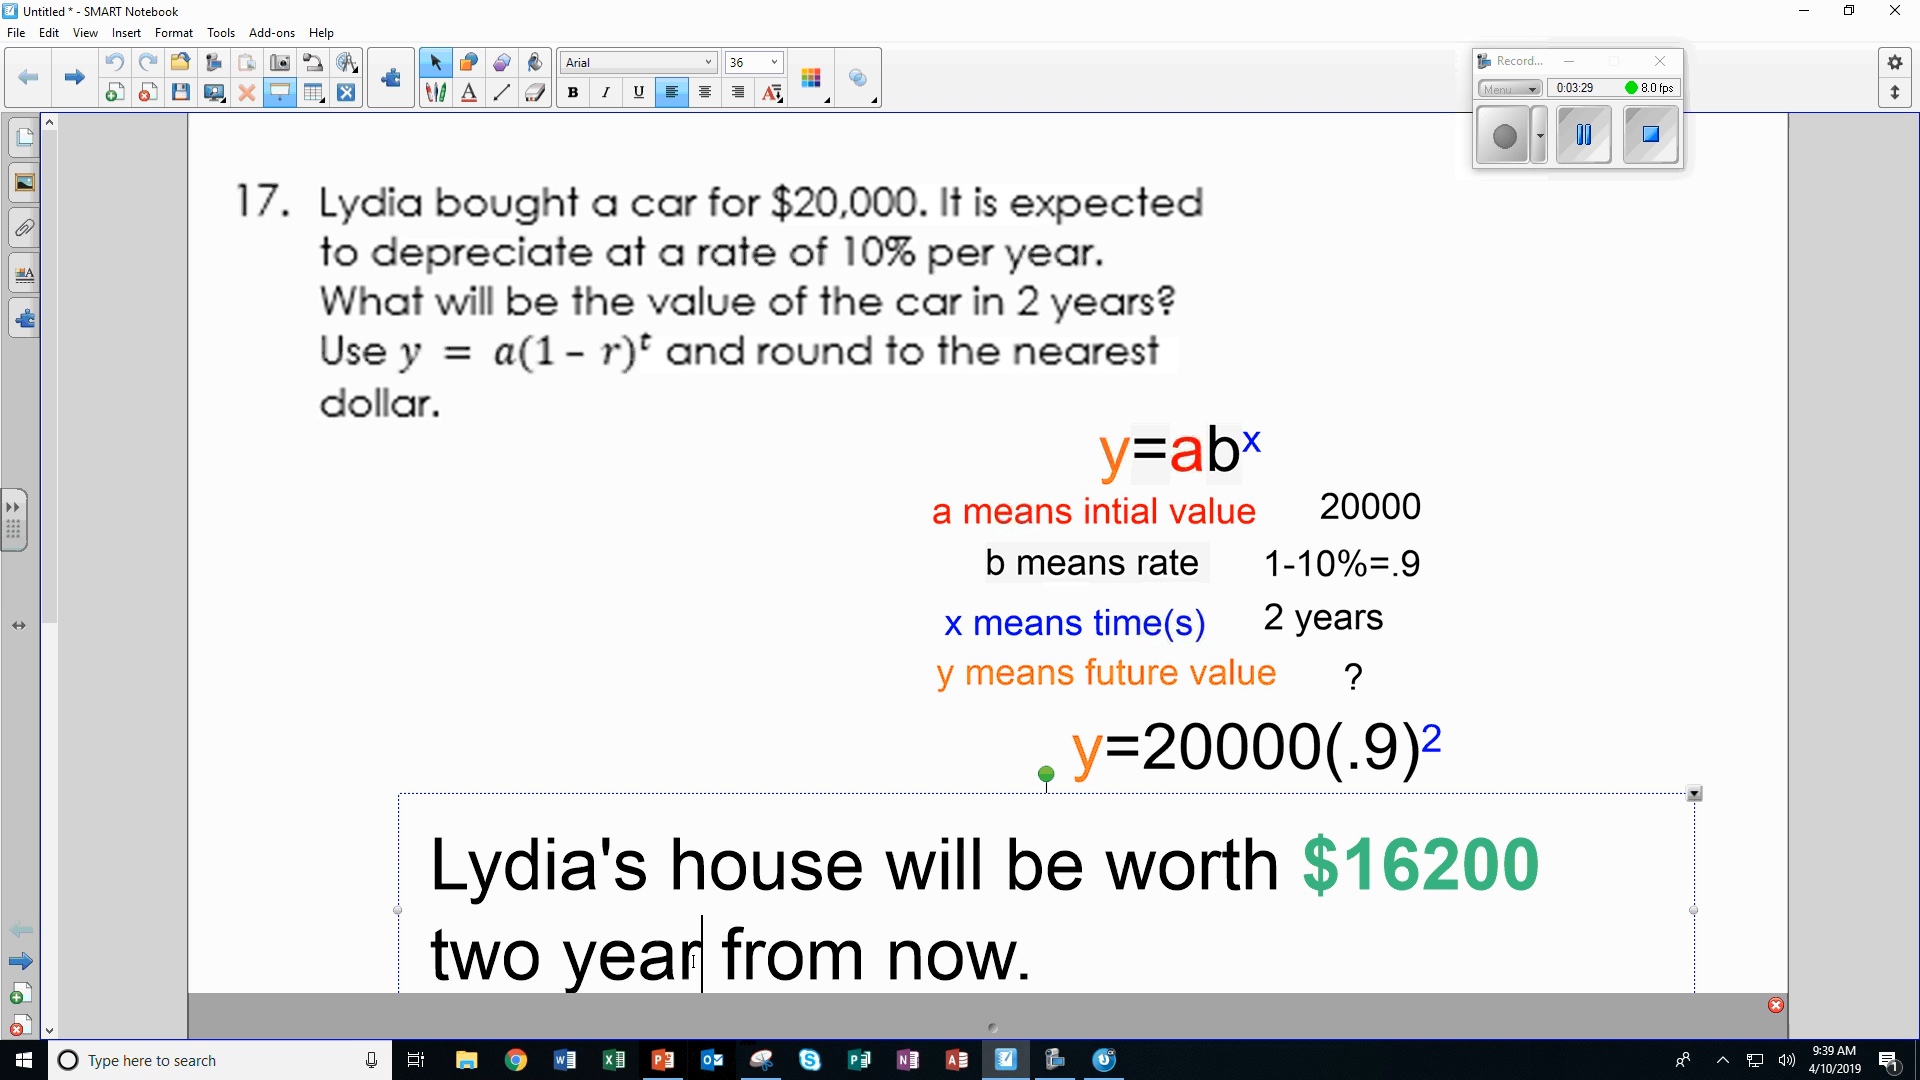 Untitled * - SMART Notebook
File Edit View Insert Format Tools Add-ons Help
Arial 36
B I U
Record...
Menu 0:03:29 8.0 fps
17. Lydia bought a car for $20,000. It is expected
to depreciate at a rate of 10% per year.
What will be the value of the car in 2 years?
Use y = a(1 - r)^t and round to the nearest
dollar.
y=ab^x
a means intial value 20000
b means rate 1-10%=.9
x means time(s) 2 years
y means future value ?
y=20000(.9)^2
Lydia's house will be worth $16200
two year from now.
Type here to search
9:39 AM
4/10/2019
1